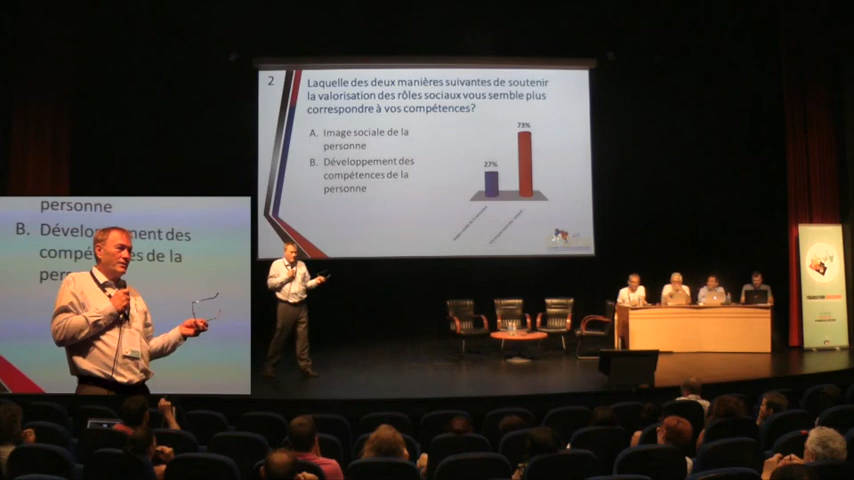 2
Laquelle des deux manières suivantes de soutenir
la valorisation des rôles sociaux vous semble plus
correspondre à vos compétences?
A. Image sociale de la
personne
B. Développement des
compétences de la
personne
27%
73%
personne
B. Dévelo ment des
compé es de la
per